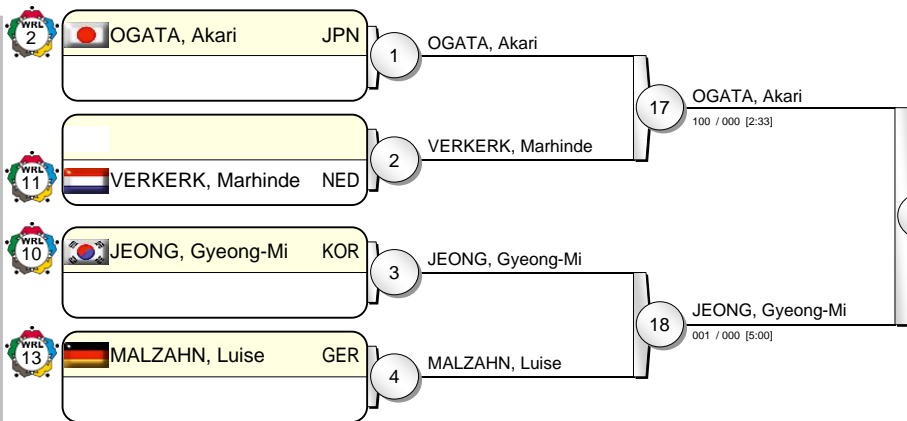 WRL
2
OGATA, Akari JPN
1
OGATA, Akari
17
OGATA, Akari
100 / 000 [2:33]
2
VERKERK, Marhinde
WRL
11
VERKERK, Marhinde NED
WRL
10
JEONG, Gyeong-Mi KOR
3
JEONG, Gyeong-Mi
18
JEONG, Gyeong-Mi
001 / 000 [5:00]
WRL
13
MALZAHN, Luise GER
4
MALZAHN, Luise